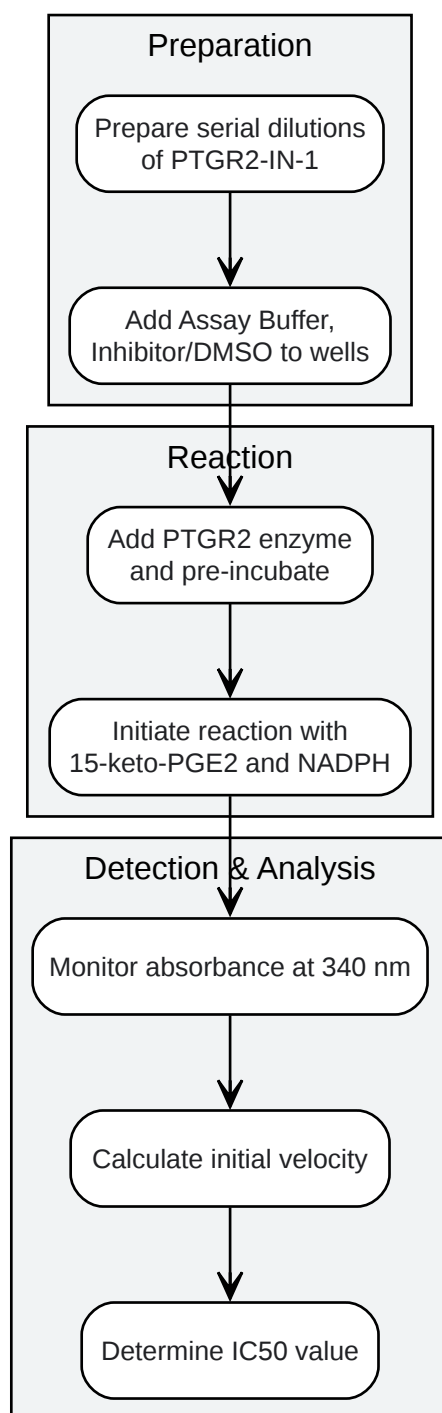 Preparation
Prepare serial dilutions
of PTGR2-IN-1
Add Assay Buffer,
Inhibitor/DMSO to wells
Reaction
Add PTGR2 enzyme
and pre-incubate
Initiate reaction with
15-keto-PGE2 and NADPH
Detection & Analysis
Monitor absorbance at 340 nm
Calculate initial velocity
Determine IC50 value